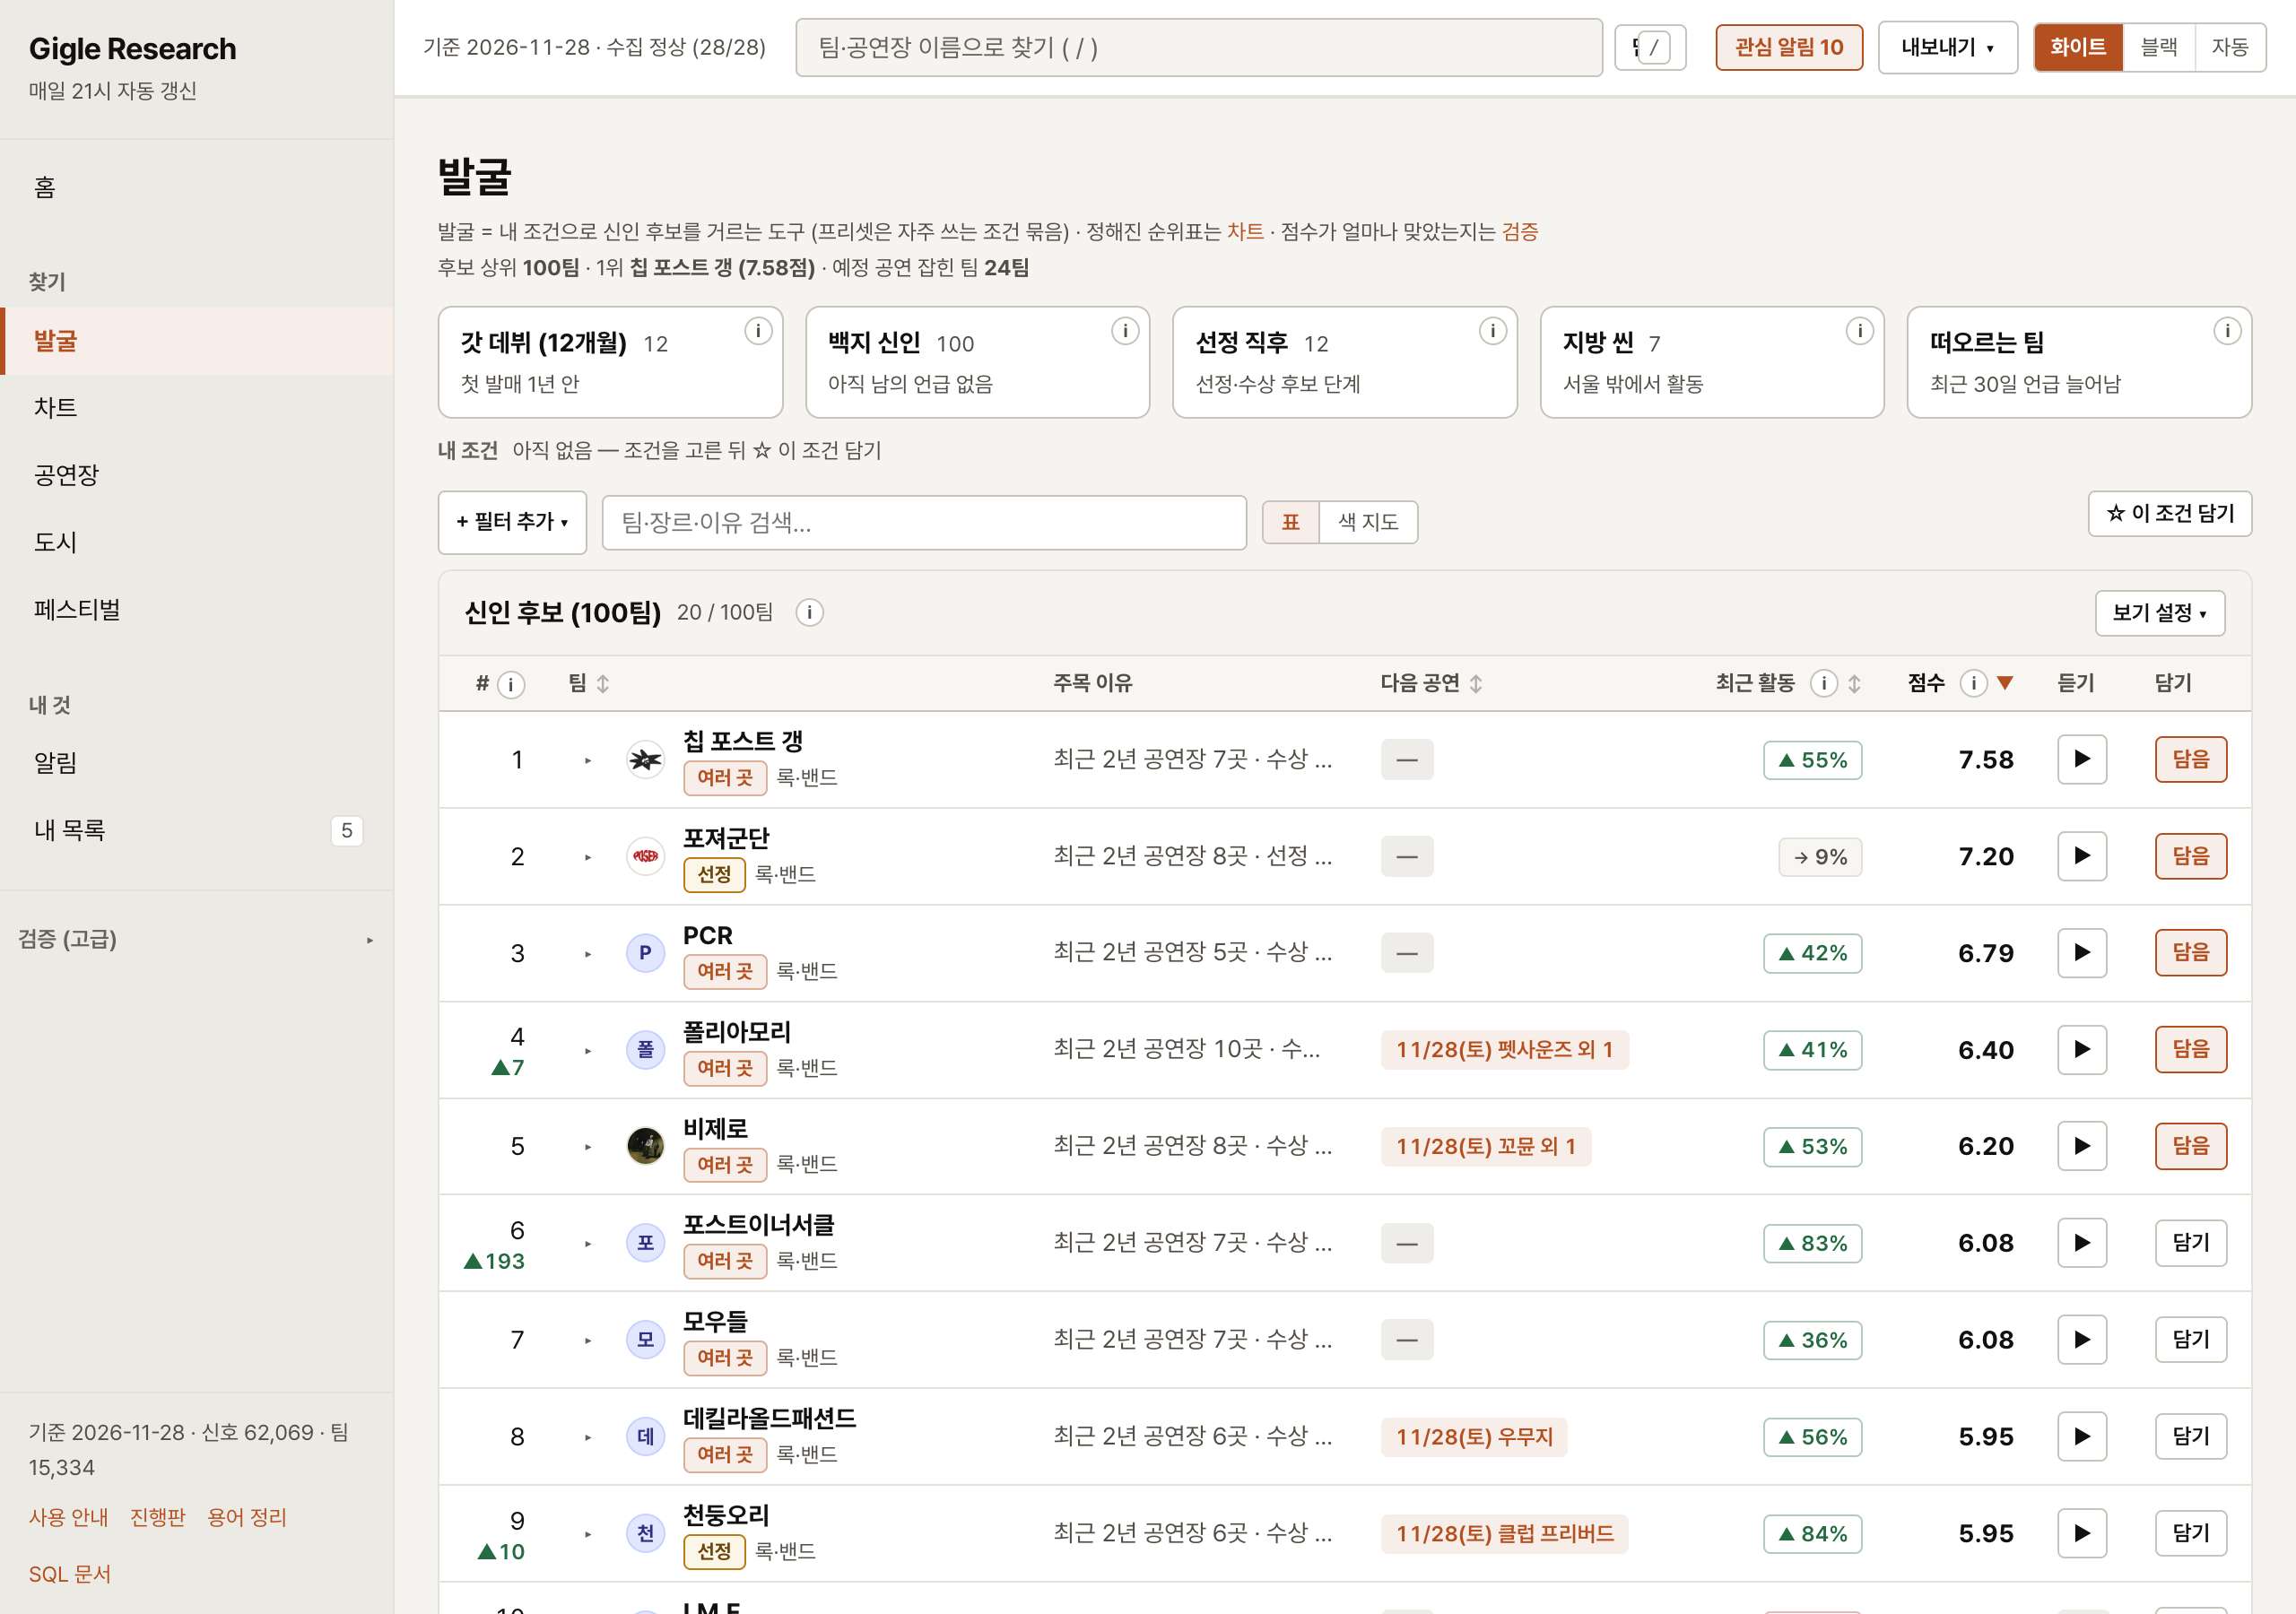 Gigle Research
매일 21시 자동 갱신
홈
찾기
발굴
차트
공연장
도시
페스티벌
내 것
알림
내 목록 5
검증 (고급) ▸
기준 2026-11-28 · 신호 62,069 · 팀
15,334
사용 안내 진행판 용어 정리
SQL 문서
기준 2026-11-28 · 수집 정상 (28/28) 팀·공연장 이름으로 찾기 ( / ) / 관심 알림 10 내보내기 ▾ 화이트 블랙 자동
발굴
발굴 = 내 조건으로 신인 후보를 거르는 도구 (프리셋은 자주 쓰는 조건 묶음) · 정해진 순위표는 차트 · 점수가 얼마나 맞았는지는 검증
후보 상위 100팀 · 1위 칩 포스트 갱 (7.58점) · 예정 공연 잡힌 팀 24팀
갓 데뷔 (12개월) 12 i
첫 발매 1년 안
백지 신인 100 i
아직 남의 언급 없음
선정 직후 12 i
선정·수상 후보 단계
지방 씬 7 i
서울 밖에서 활동
떠오르는 팀 i
최근 30일 언급 늘어남
내 조건 아직 없음 — 조건을 고른 뒤 ☆ 이 조건 담기
+ 필터 추가 ▾ 팀·장르·이유 검색... 표 색 지도 ☆ 이 조건 담기
신인 후보 (100팀) 20 / 100팀 i 보기 설정 ▾
# i 팀 ↕ 주목 이유 다음 공연 ↕ 최근 활동 i ↕ 점수 i ▼ 듣기 담기
1 ▸ 칩 포스트 갱 최근 2년 공연장 7곳 · 수상 ... — ▲ 55% 7.58 ▶ 담음
여러 곳 록·밴드
2 ▸ POSER 포져군단 최근 2년 공연장 8곳 · 선정 ... — → 9% 7.20 ▶ 담음
선정 록·밴드
3 ▸ P PCR 최근 2년 공연장 5곳 · 수상 ... — ▲ 42% 6.79 ▶ 담음
여러 곳 록·밴드
4 ▸ 폴 폴리아모리 최근 2년 공연장 10곳 · 수... 11/28(토) 펫사운즈 외 1 ▲ 41% 6.40 ▶ 담음
▲7 여러 곳 록·밴드
5 ▸ 비제로 최근 2년 공연장 8곳 · 수상 ... 11/28(토) 꼬뮨 외 1 ▲ 53% 6.20 ▶ 담음
여러 곳 록·밴드
6 ▸ 포 포스트이너서클 최근 2년 공연장 7곳 · 수상 ... — ▲ 83% 6.08 ▶ 담기
▲193 여러 곳 록·밴드
7 ▸ 모 모우들 최근 2년 공연장 7곳 · 수상 ... — ▲ 36% 6.08 ▶ 담기
여러 곳 록·밴드
8 ▸ 데 데킬라올드패션드 최근 2년 공연장 6곳 · 수상 ... 11/28(토) 우무지 ▲ 56% 5.95 ▶ 담기
여러 곳 록·밴드
9 ▸ 천 천둥오리 최근 2년 공연장 6곳 · 수상 ... 11/28(토) 클럽 프리버드 ▲ 84% 5.95 ▶ 담기
▲10 선정 록·밴드